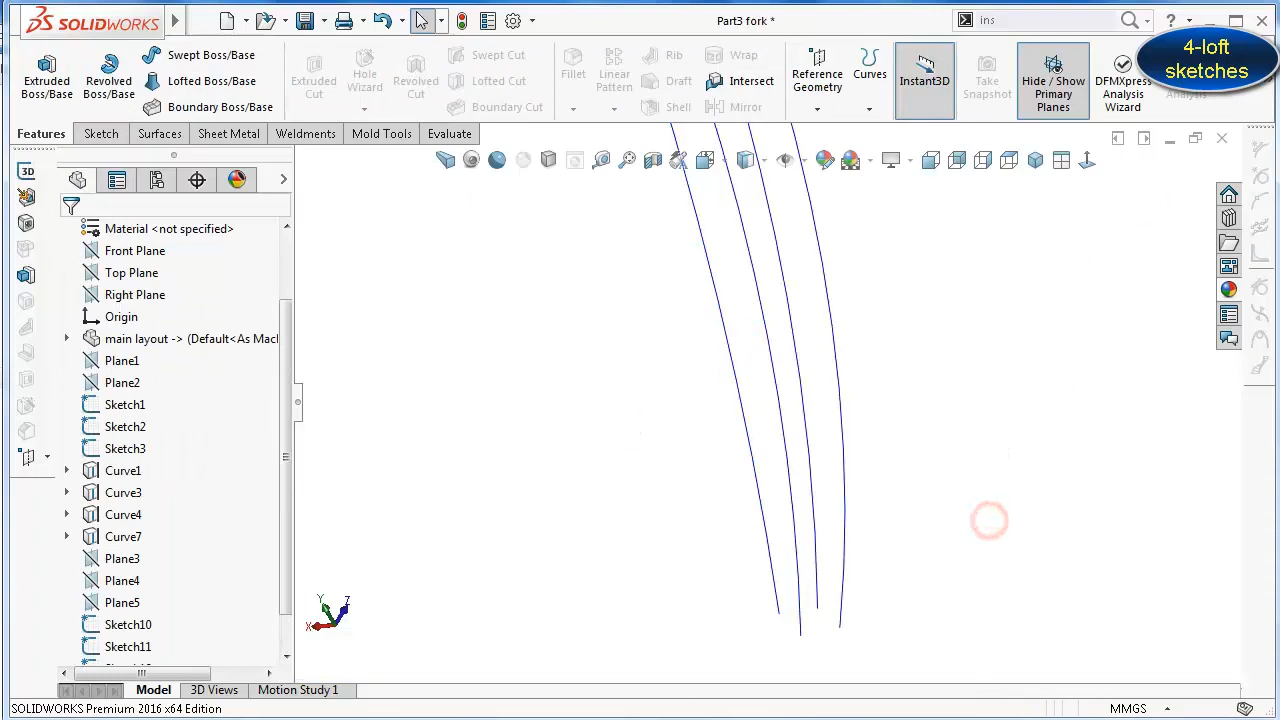 SOLIDWORKS
Part3 fork *
ins
4-loft
sketches
Extruded
Boss/Base
Revolved
Boss/Base
Swept Boss/Base
Lofted Boss/Base
Boundary Boss/Base
Extruded
Cut
Hole
Wizard
Revolved
Cut
Swept Cut
Lofted Cut
Boundary Cut
Fillet
Linear
Pattern
Rib
Draft
Shell
Wrap
Intersect
Mirror
Reference
Geometry
Curves
Instant3D
Take
Snapshot
Hide / Show
Primary
Planes
DFMXpress
Analysis
Wizard
Features
Sketch
Surfaces
Sheet Metal
Weldments
Mold Tools
Evaluate
3D
Material <not specified>
Front Plane
Top Plane
Right Plane
Origin
main layout -> (Default<As Macl
Plane1
Plane2
Sketch1
Sketch2
Sketch3
Curve1
Curve3
Curve4
Curve7
Plane3
Plane4
Plane5
Sketch10
Sketch11
Y
Z
X
Model
3D Views
Motion Study 1
SOLIDWORKS Premium 2016 x64 Edition
MMGS